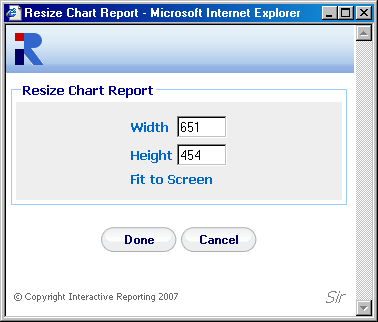 Resize Chart Report - Microsoft Internet Explorer
R
Resize Chart Report
Width 651
Height 454
Fit to Screen
Done Cancel
© Copyright Interactive Reporting 2007 Sir